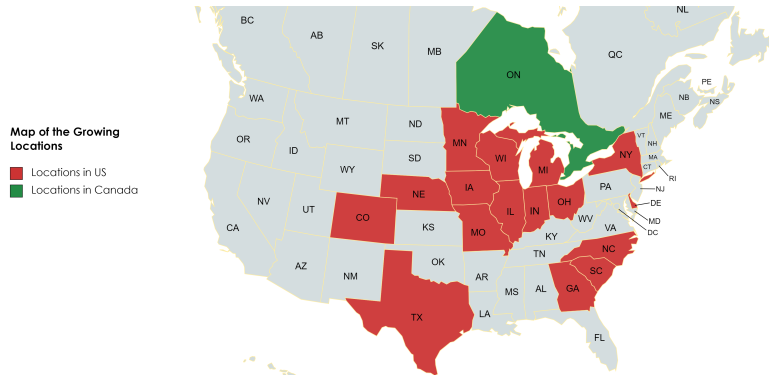 NL
BC
AB
SK
MB
QC
ON
PE
NB
NS
WA
ME
MT
ND
MN
VT
OR
ID
SD
WI
NH
NY
MA
MI
CT
WY
RI
Map of the Growing
Locations
Locations in US
Locations in Canada
NE
IA
PA
NJ
NV
UT
CO
IL
IN
OH
DE
KS
MO
WV
MD
CA
KY
VA
DC
AZ
NM
OK
TN
NC
AR
SC
MS
AL
GA
TX
LA
FL